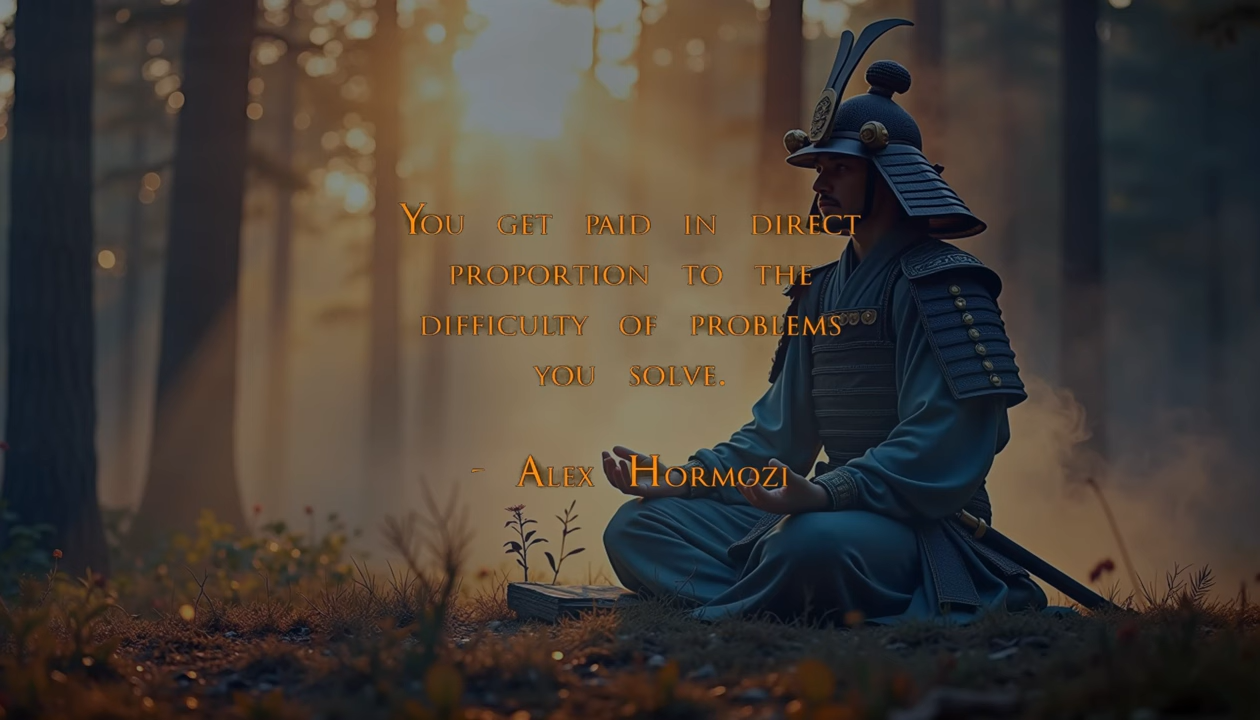 You get paid in direct
proportion to the
difficulty of problems
you solve.
- Alex Hormozi